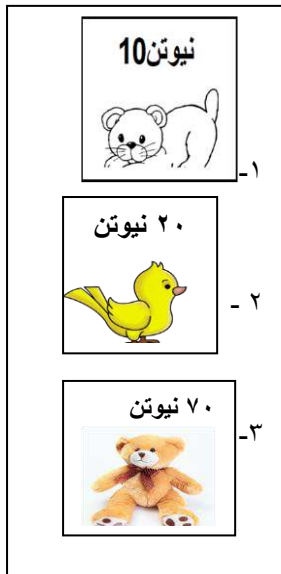 نيوتن10
١-
٢٠ نيوتن
٢ -
٧٠ نيوتن
٣-